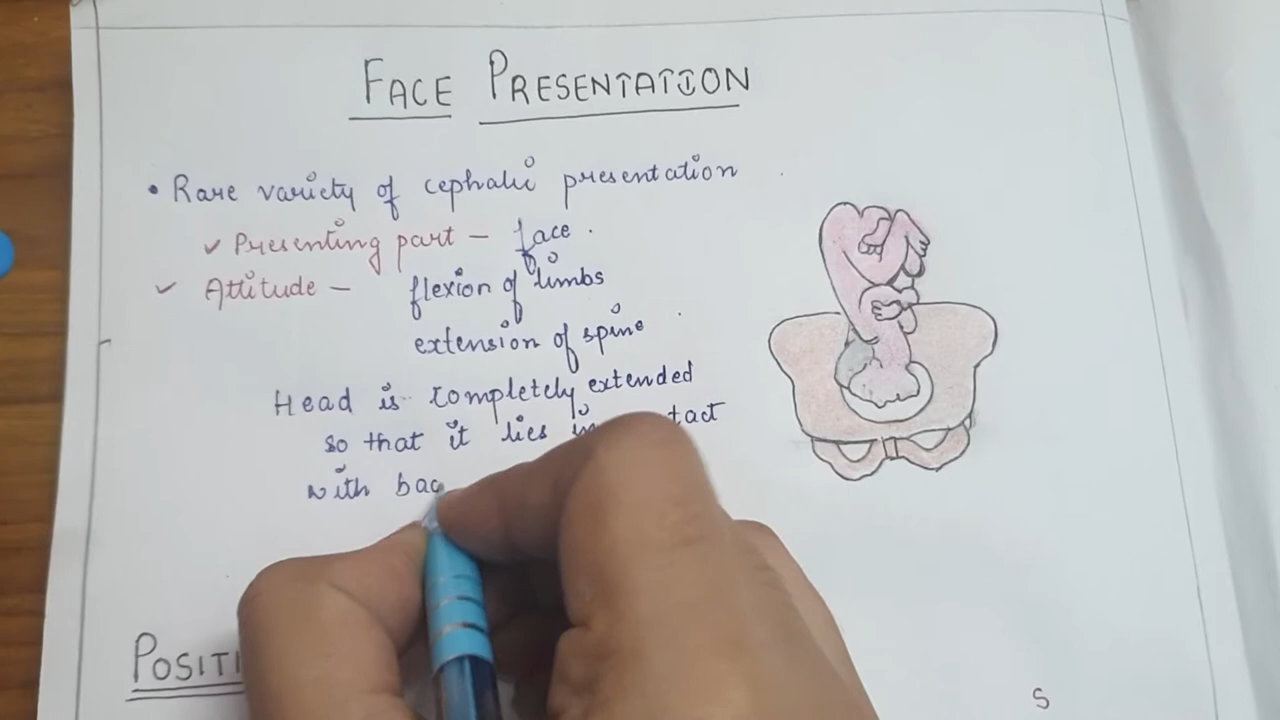 FACE PRESENTATION
• Rare variety of cephalic presentation
✓ Presenting part – face.
✓ Attitude – flexion of limbs
extension of spine
Head is completely extended
so that it lies
with bac
POSITI
S